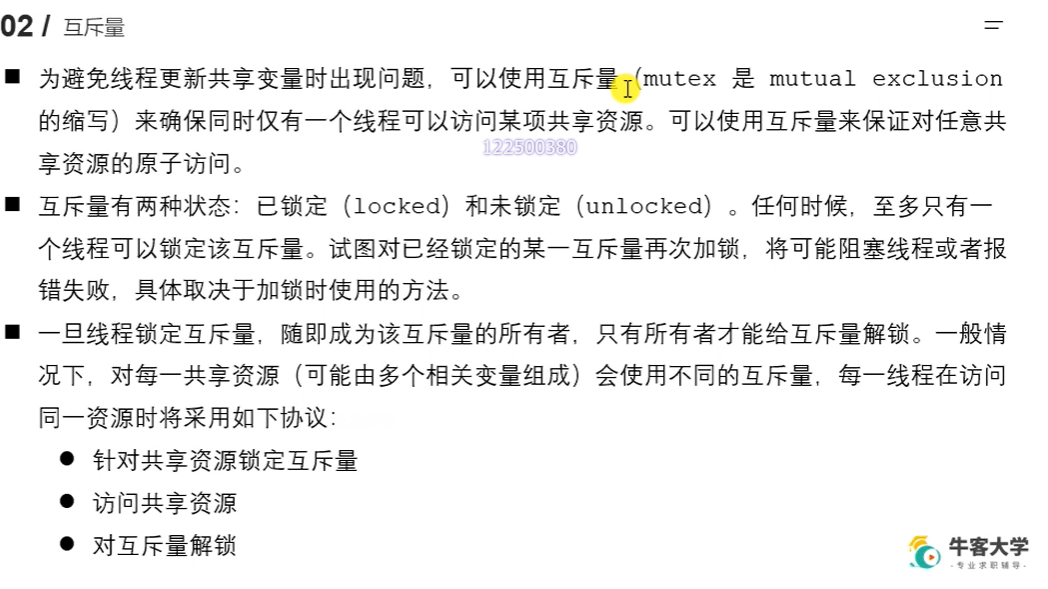 02 / 互斥量
■ 为避免线程更新共享变量时出现问题，可以使用互斥量（mutex 是 mutual exclusion
的缩写）来确保同时仅有一个线程可以访问某项共享资源。可以使用互斥量来保证对任意共
122500380
享资源的原子访问。
■ 互斥量有两种状态：已锁定（locked）和未锁定（unlocked）。任何时候，至多只有一
个线程可以锁定该互斥量。试图对已经锁定的某一互斥量再次加锁，将可能阻塞线程或者报
错失败，具体取决于加锁时使用的方法。
■ 一旦线程锁定互斥量，随即成为该互斥量的所有者，只有所有者才能给互斥量解锁。一般情
况下，对每一共享资源（可能由多个相关变量组成）会使用不同的互斥量，每一线程在访问
同一资源时将采用如下协议：
● 针对共享资源锁定互斥量
● 访问共享资源
● 对互斥量解锁
牛客大学
-专业求职辅导-